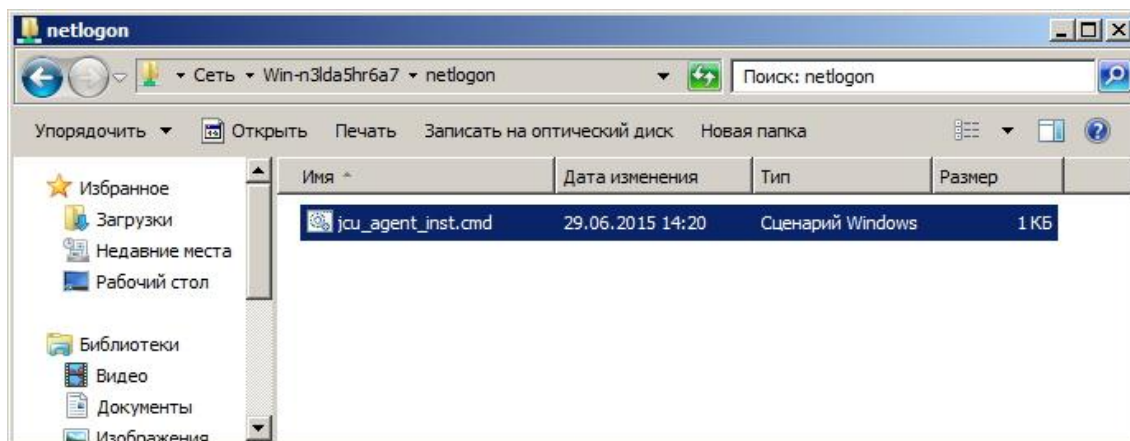 netlogon
Сеть Win-n3lda5hr6a7 netlogon
Поиск: netlogon
Упорядочить Открыть Печать Записать на оптический диск Новая папка
Имя Дата изменения Тип Размер
jcu_agent_inst.cmd 29.06.2015 14:20 Сценарий Windows 1 КБ
Избранное
Загрузки
Недавние места
Рабочий стол
Библиотеки
Видео
Документы
Изображения